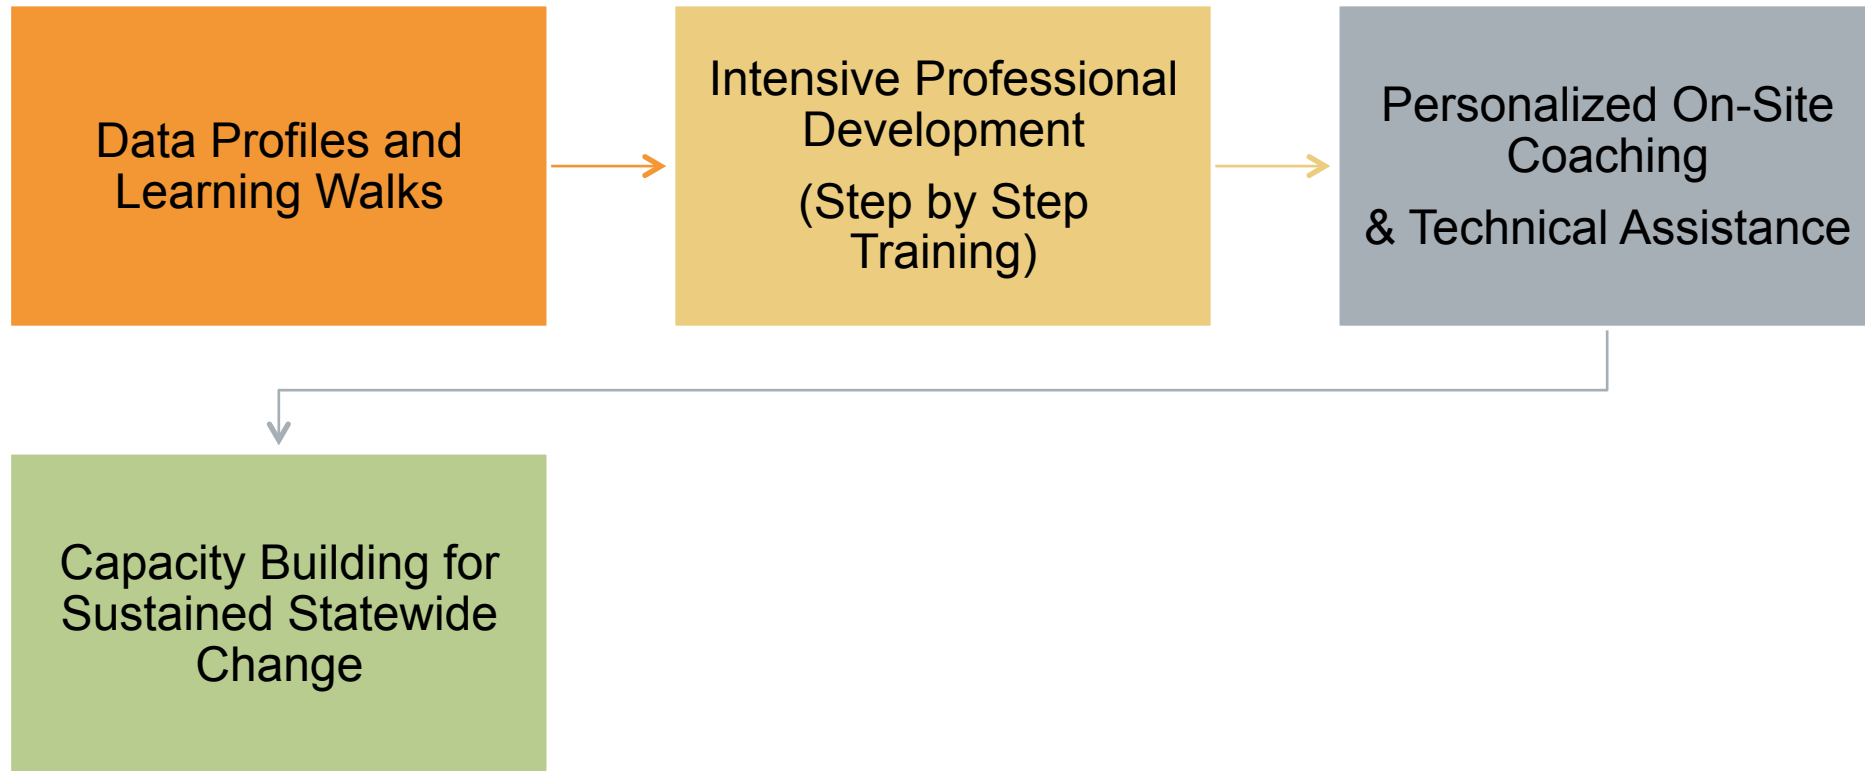 Data Profiles and
Learning Walks
Intensive Professional
Development
(Step by Step
Training)
Personalized On-Site
Coaching
& Technical Assistance
Capacity Building for
Sustained Statewide
Change